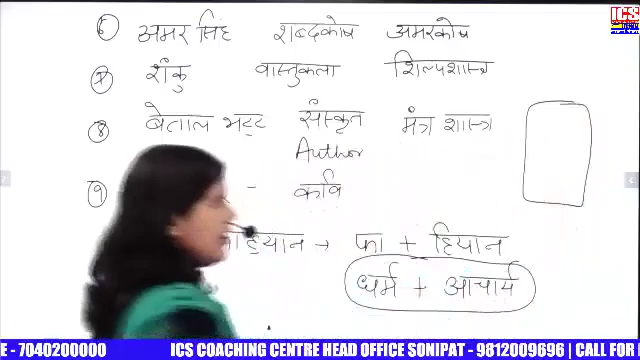 6 अमर सिंह शब्दकोष अमरकोष
7 शंकु वास्तुकला शिल्पशास्त्र
8 बेताल भट्ट संस्कृत मंत्र शास्त्र
Author
9 - कवि
हियान → फा + हियान
धर्म + आचार्य
ICS
E - 7040200000 ICS COACHING CENTRE HEAD OFFICE SONIPAT - 9812009696 | CALL FOR